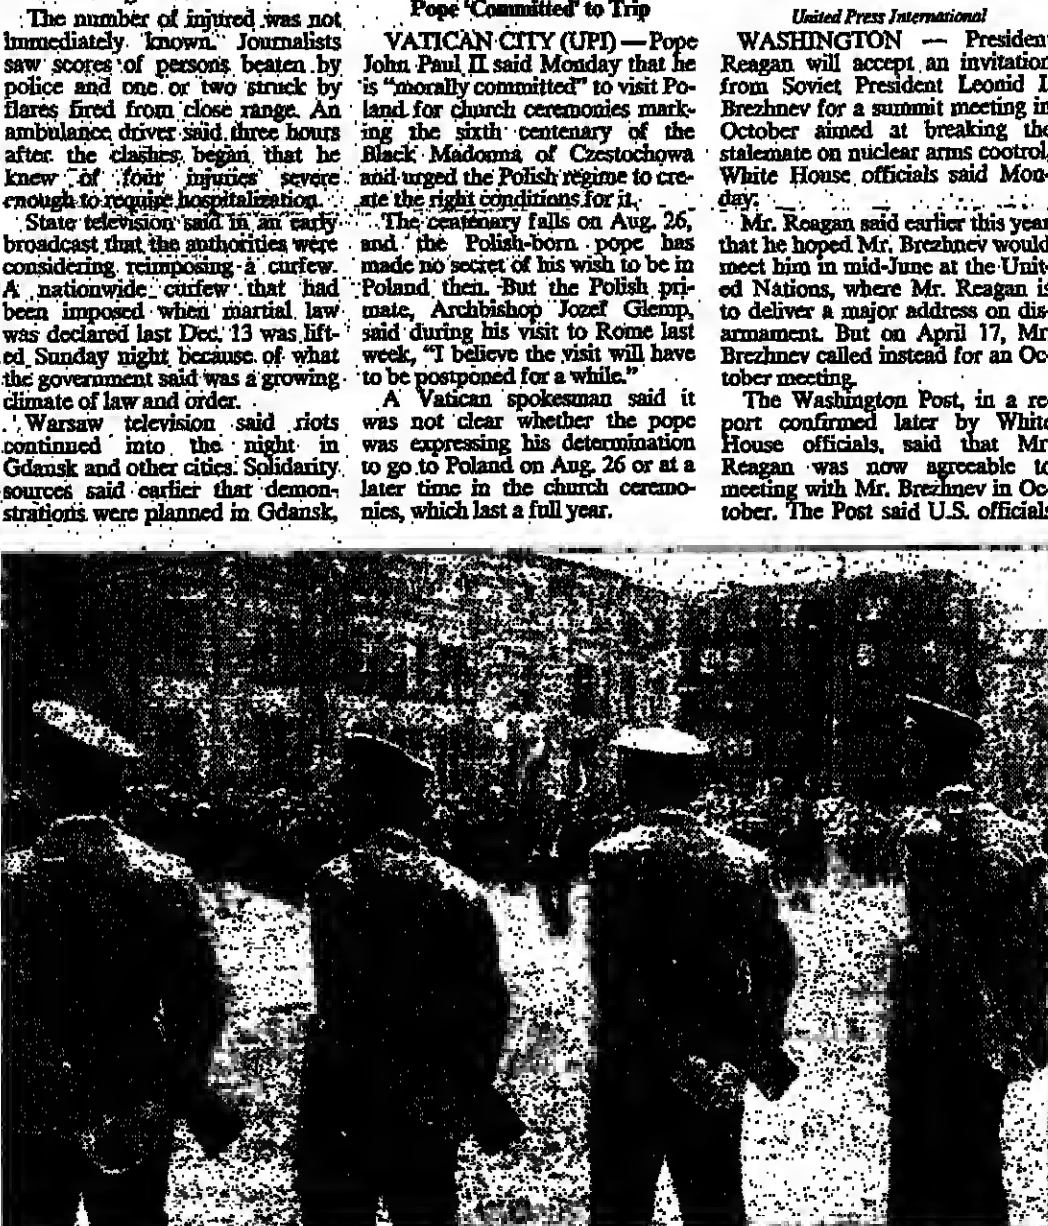 The number of injured was not
immediately known. Journalists
saw scores of persons beaten by
police and one or two struck by
flares fired from close range. An
ambulance driver said three hours
after the clashes began that he
knew of four injuries severe
enough to require hospitalization.
State television said in an early
broadcast that the authorities were
considering reimposing a curfew.
A nationwide curfew that had
been imposed when martial law
was declared last Dec. 13 was lift-
ed Sunday night because of what
the government said was a growing
climate of law and order.
Warsaw television said riots
continued into the night in
Gdansk and other cities. Solidarity
sources said earlier that demon-
strations were planned in Gdansk,
Pope 'Committed' to Trip
VATICAN CITY (UPI) — Pope
John Paul II said Monday that he
is "morally committed" to visit Po-
land for church ceremonies mark-
ing the sixth centenary of the
Black Madonna of Czestochowa
and urged the Polish regime to cre-
ate the right conditions for it.
The centenary falls on Aug. 26,
and the Polish-born pope has
made no secret of his wish to be in
Poland then. But the Polish pri-
mate, Archbishop Jozef Glemp,
said during his visit to Rome last
week, "I believe the visit will have
to be postponed for a while."
A Vatican spokesman said it
was not clear whether the pope
was expressing his determination
to go to Poland on Aug. 26 or at a
later time in the church ceremo-
nies, which last a full year.
United Press International
WASHINGTON — President
Reagan will accept an invitation
from Soviet President Leonid I.
Brezhnev for a summit meeting in
October aimed at breaking the
stalemate on nuclear arms control,
White House officials said Mon-
day.
Mr. Reagan said earlier this year
that he hoped Mr. Brezhnev would
meet him in mid-June at the Unit-
ed Nations, where Mr. Reagan is
to deliver a major address on dis-
armament. But on April 17, Mr.
Brezhnev called instead for an Oc-
tober meeting.
The Washington Post, in a re-
port confirmed later by White
House officials, said that Mr.
Reagan was now agreeable to
meeting with Mr. Brezhnev in Oc-
tober. The Post said U.S. officials